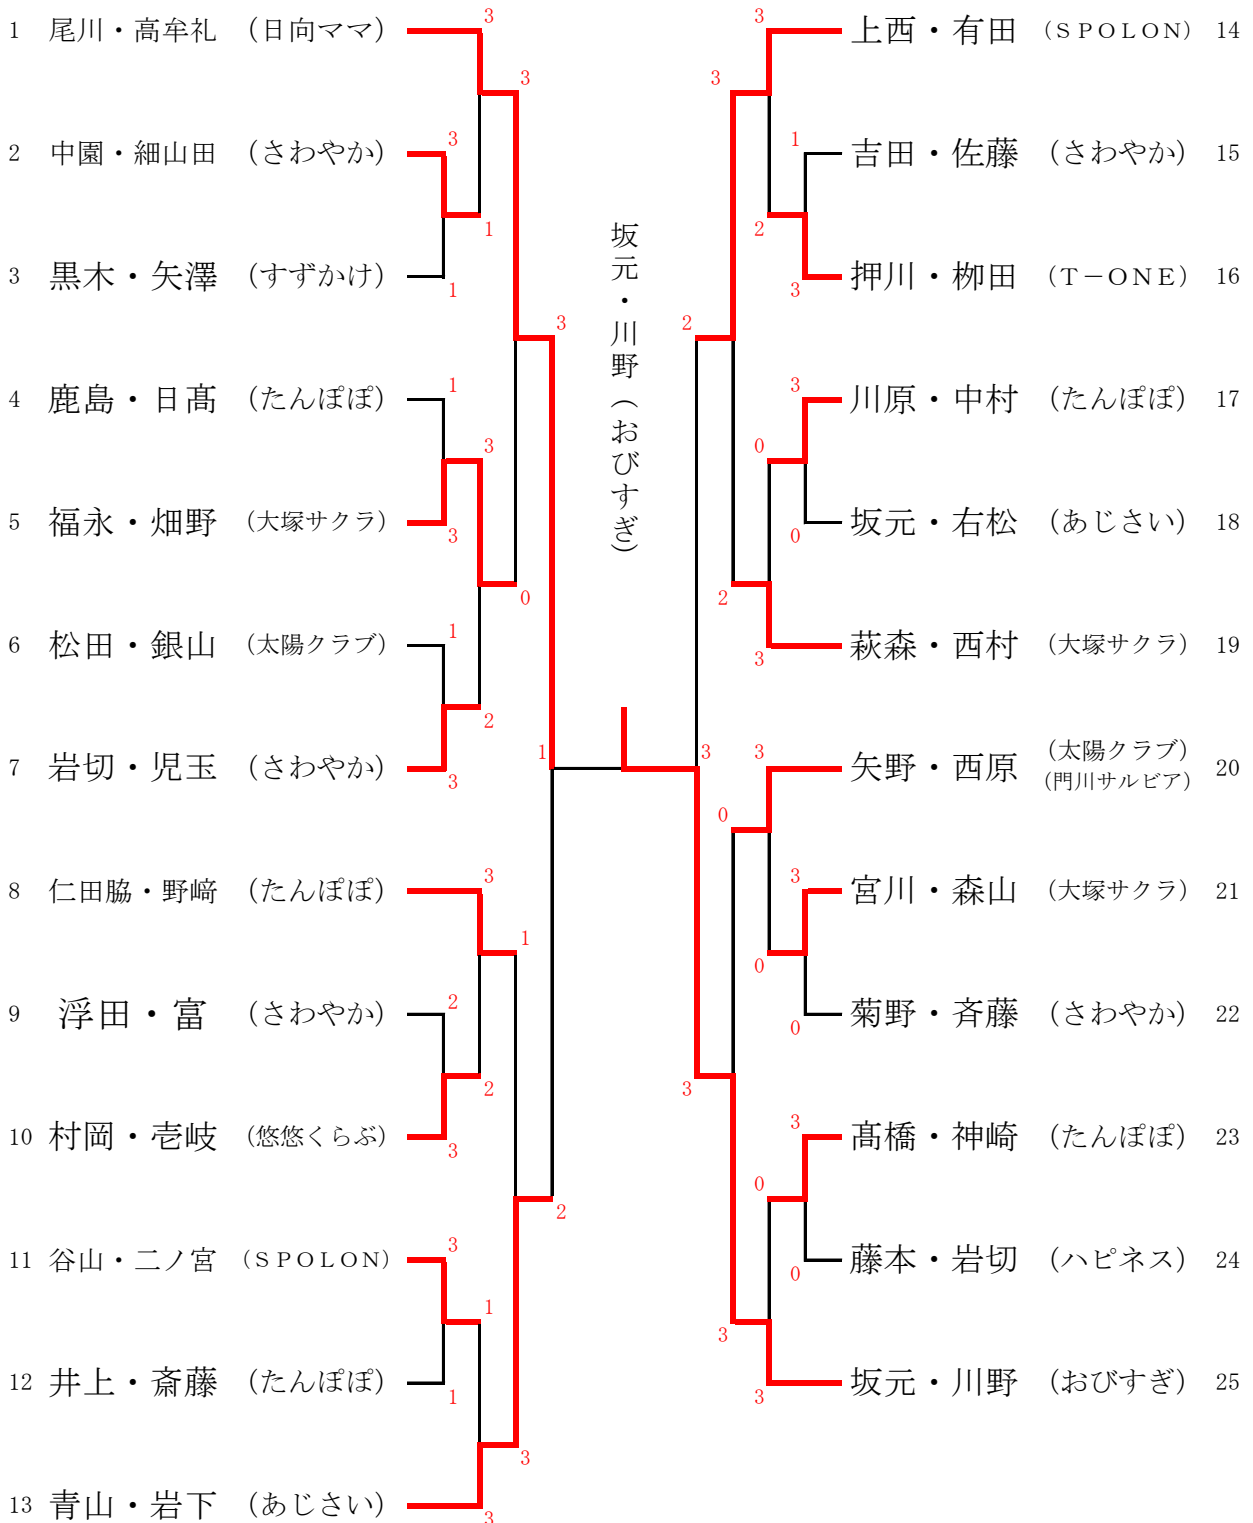 1 尾川・高牟礼 （日向ママ）
3
3
2 中園・細山田 （さわやか）
3
1
3 黒木・矢澤 （すずかけ）
1
3
4 鹿島・日髙 （たんぽぽ）
1
3
5 福永・畑野 （大塚サクラ）
3
0
6 松田・銀山 （太陽クラブ）
1
2
7 岩切・児玉 （さわやか）
3
1
8 仁田脇・野﨑 （たんぽぽ）
3
1
9 浮田・富 （さわやか）
2
2
10 村岡・壱岐 （悠悠くらぶ）
3
2
11 谷山・二ノ宮 （ＳＰＯＬＯＮ）
3
1
12 井上・斎藤 （たんぽぽ）
1
3
13 青山・岩下 （あじさい）
3
坂元・川野（おびすぎ）
3
上西・有田 （ＳＰＯＬＯＮ） 14
3
1
吉田・佐藤 （さわやか） 15
2
3
押川・栁田 （Ｔ－ＯＮＥ） 16
2
3
川原・中村 （たんぽぽ） 17
0
0
坂元・右松 （あじさい） 18
2
3
萩森・西村 （大塚サクラ） 19
3
3
矢野・西原 （太陽クラブ）
（門川サルビア） 20
0
3
宮川・森山 （大塚サクラ） 21
0
0
菊野・斉藤 （さわやか） 22
3
3
髙橋・神崎 （たんぽぽ） 23
0
0
藤本・岩切 （ハピネス） 24
3
3
坂元・川野 （おびすぎ） 25